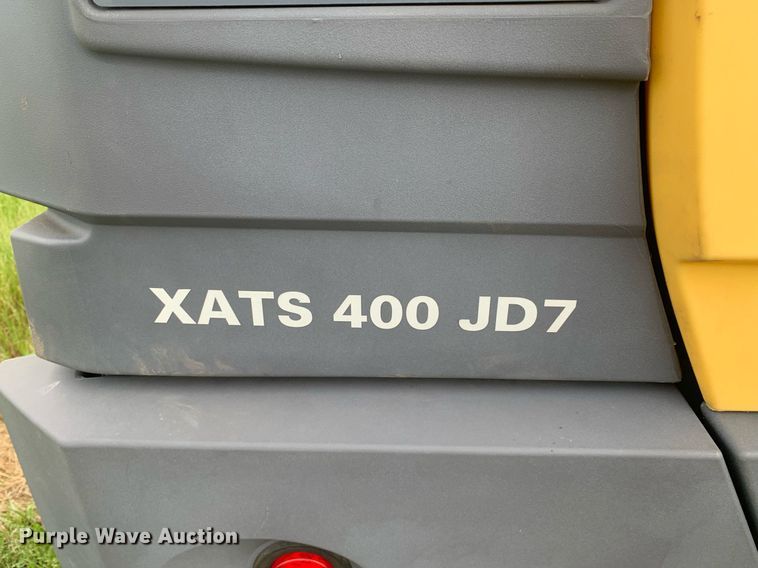 XATS 400 JD7
Purple Wave Auction